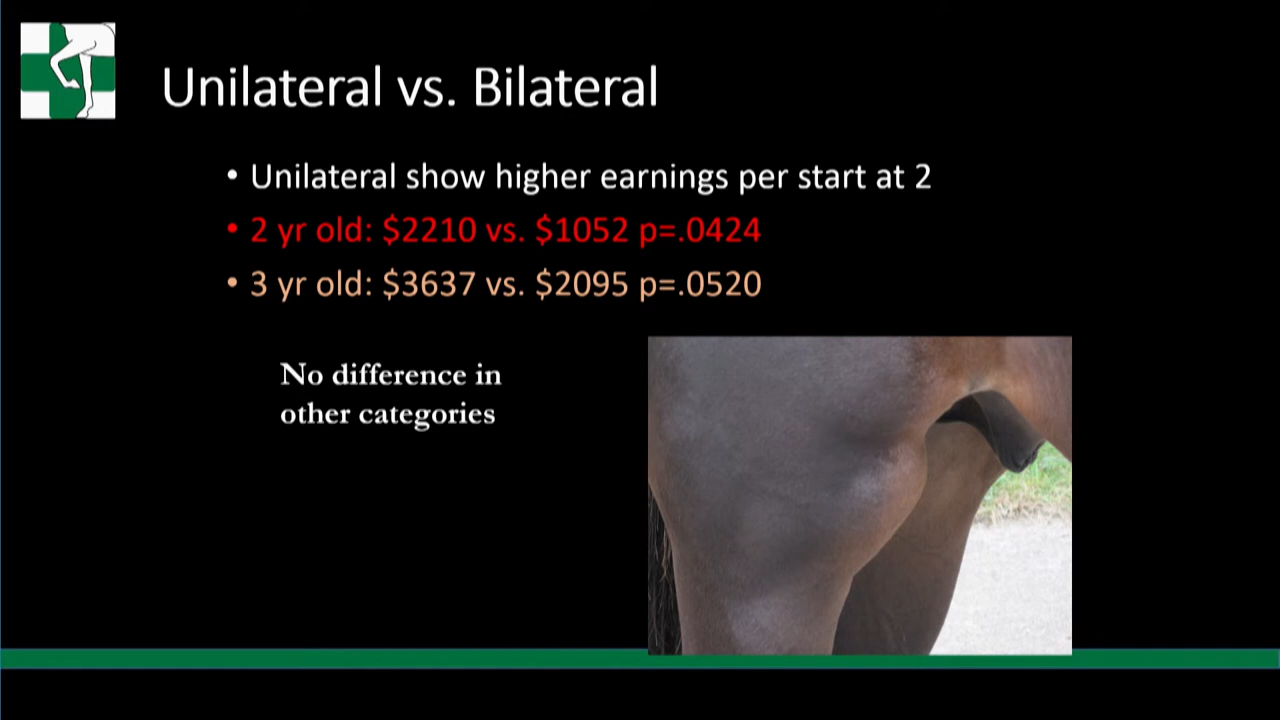 Unilateral vs. Bilateral
• Unilateral show higher earnings per start at 2
• 2 yr old: $2210 vs. $1052 p=.0424
• 3 yr old: $3637 vs. $2095 p=.0520
No difference in
other categories